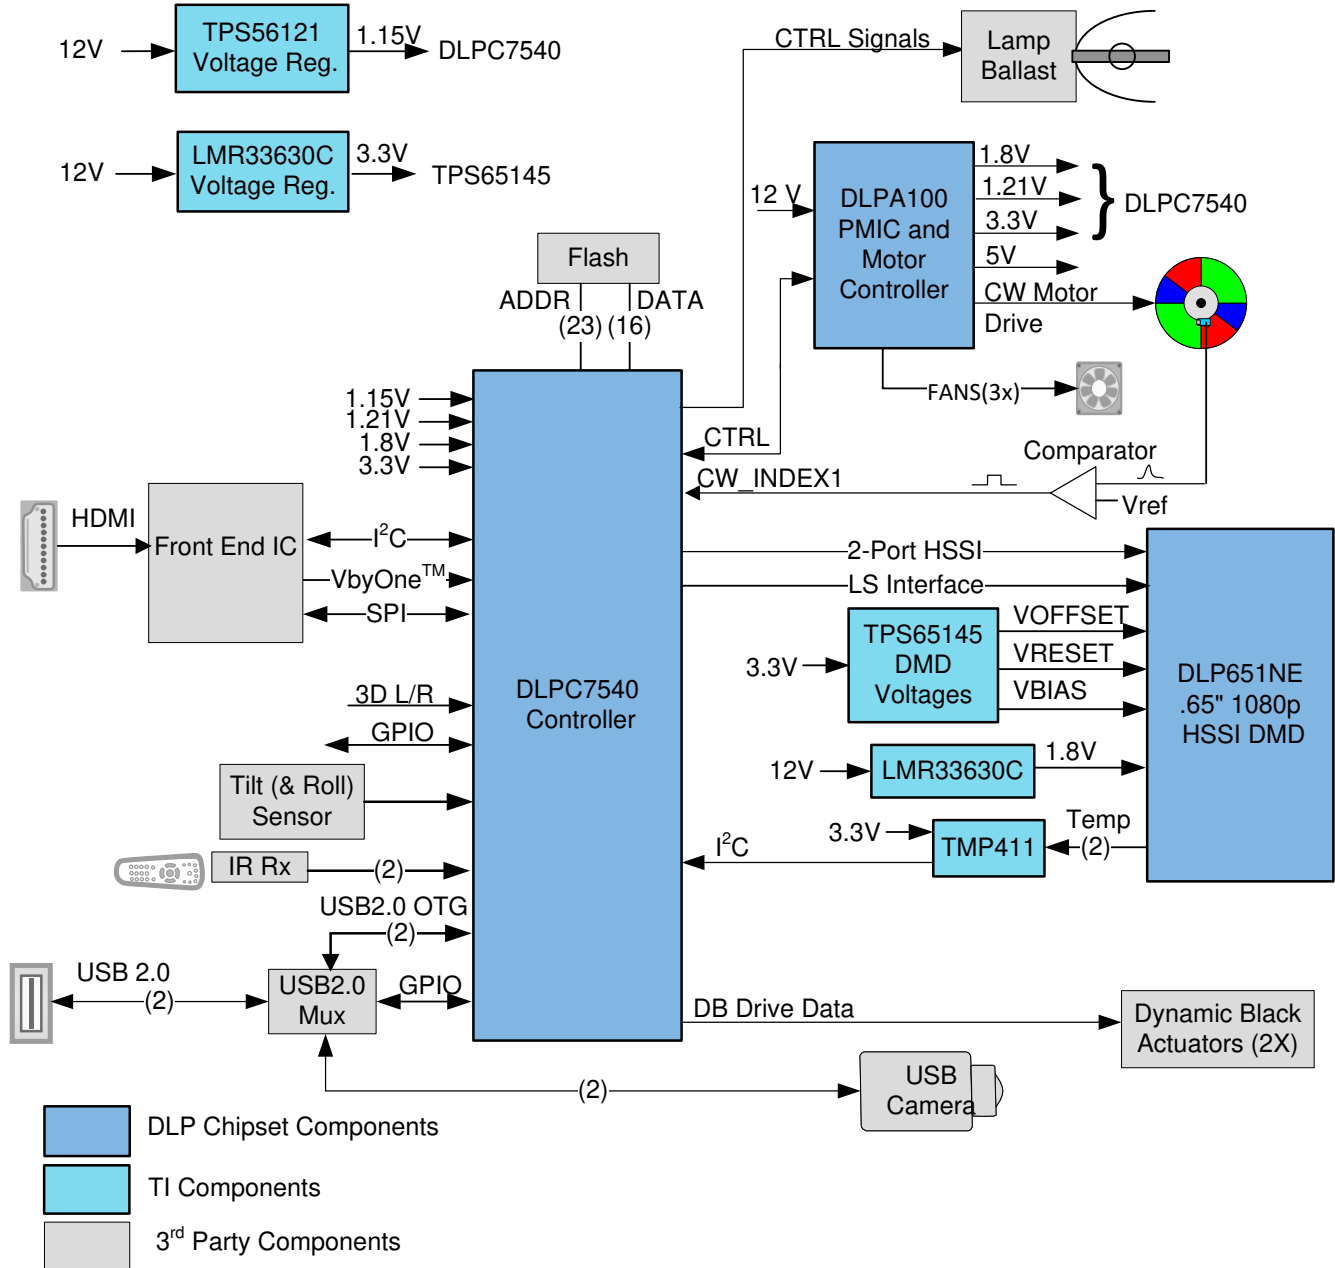 12V
TPS56121
Voltage Reg.
1.15V
DLPC7540
12V
LMR33630C
Voltage Reg.
3.3V
TPS65145
CTRL Signals
Lamp
Ballast
12 V
DLPA100
PMIC and
Motor
Controller
1.8V
1.21V
3.3V
5V
CW Motor
Drive
}
DLPC7540
FANS(3x)
Flash
ADDR
DATA
(23)
(16)
1.15V
1.21V
1.8V
3.3V
CTRL
CW_INDEX1
Comparator
Vref
HDMI
Front End IC
I²C
VbyOne™
SPI
2-Port HSSI
LS Interface
DLPC7540
Controller
3D L/R
GPIO
Tilt (& Roll)
Sensor
IR Rx
(2)
USB2.0 OTG
(2)
USB 2.0
(2)
USB2.0
Mux
GPIO
3.3V
TPS65145
DMD
Voltages
VOFFSET
VRESET
VBIAS
DLP651NE
.65" 1080p
HSSI DMD
12V
LMR33630C
1.8V
I²C
3.3V
TMP411
Temp
(2)
DB Drive Data
Dynamic Black
Actuators (2X)
(2)
USB
Camera
DLP Chipset Components
TI Components
3rd Party Components